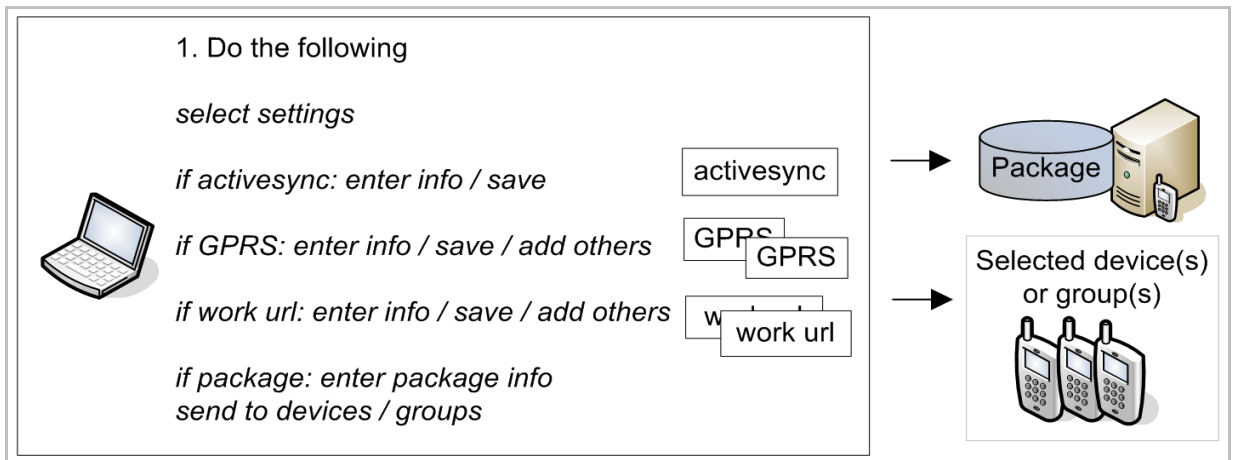 1. Do the following
select settings
if activesync: enter info / save
activesync
if GPRS: enter info / save / add others
GPRS
GPRS
if work url: enter info / save / add others
work url
if package: enter package info
send to devices / groups
Package
Selected device(s)
or group(s)